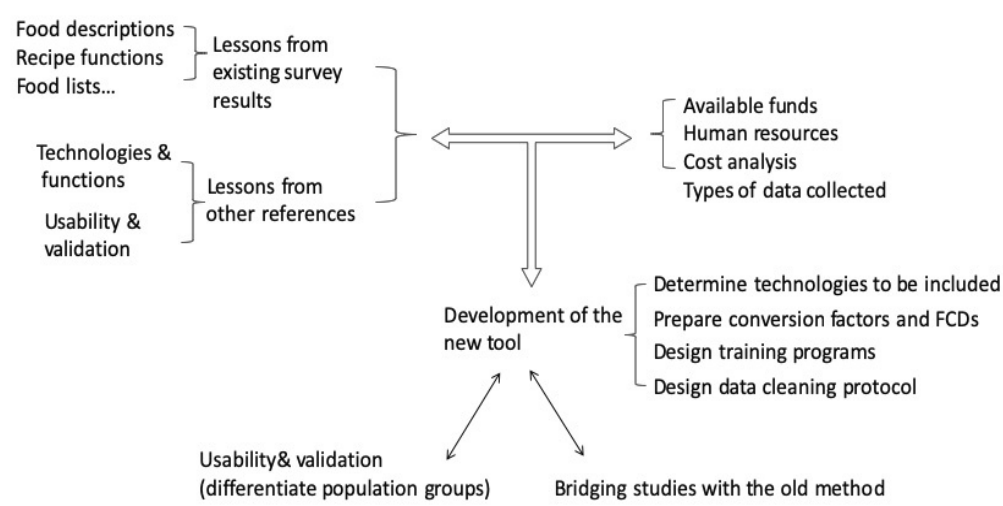 Food descriptions
Recipe functions
Food lists...
Lessons from
existing survey
results
Technologies &
functions
Usability &
validation
Lessons from
other references
Available funds
Human resources
Cost analysis
Types of data collected
Development of the
new tool
Determine technologies to be included
Prepare conversion factors and FCDs
Design training programs
Design data cleaning protocol
Usability& validation
(differentiate population groups)
Bridging studies with the old method